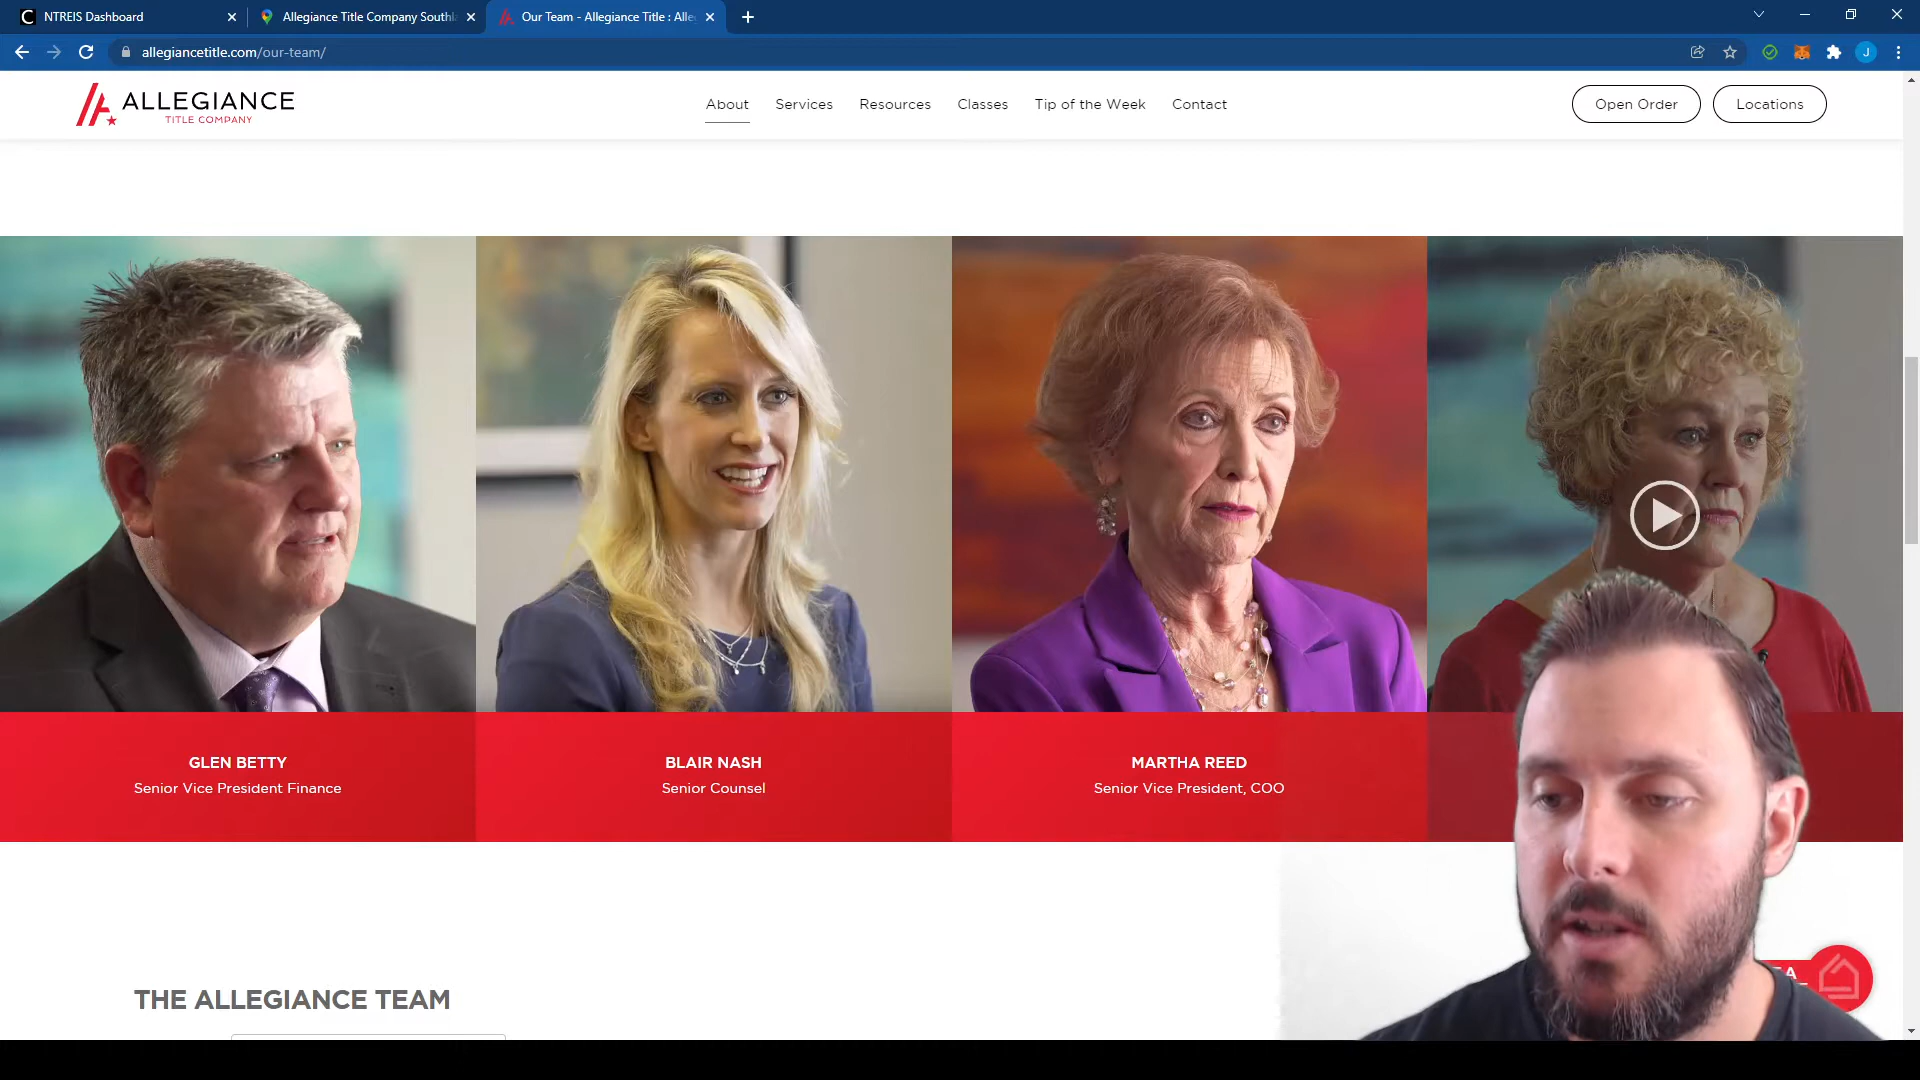 NTREIS Dashboard
Allegiance Title Company Southl
Our Team - Allegiance Title : Alle
allegiancetitle.com/our-team/
J
ALLEGIANCE
TITLE COMPANY
About
Services
Resources
Classes
Tip of the Week
Contact
Open Order
Locations
GLEN BETTY
Senior Vice President Finance
BLAIR NASH
Senior Counsel
MARTHA REED
Senior Vice President, COO
THE ALLEGIANCE TEAM